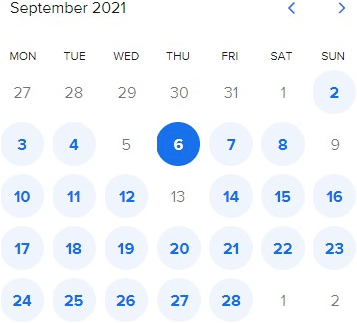 September 2021
MON TUE WED THU FRI SAT SUN
27 28 29 30 31 1 2
3 4 5 6 7 8 9
10 11 12 13 14 15 16
17 18 19 20 21 22 23
24 25 26 27 28 1 2